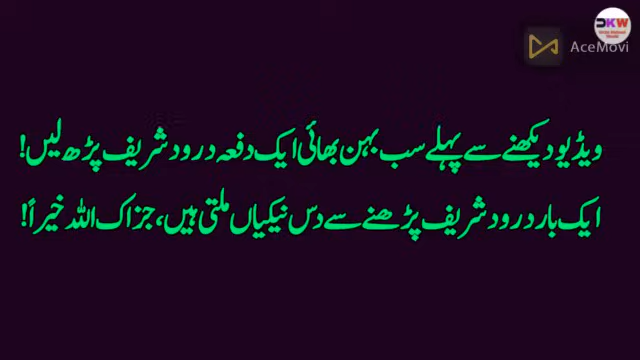 DKW
AceMovi
ویڈیو دیکھنے سے پہلے سب بہن بھائی ایک دفعہ درود شریف پڑھ لیں!
ایک بار درود شریف پڑھنے سے دس نیکیاں ملتی ہیں، جزاک اللہ خیراً!